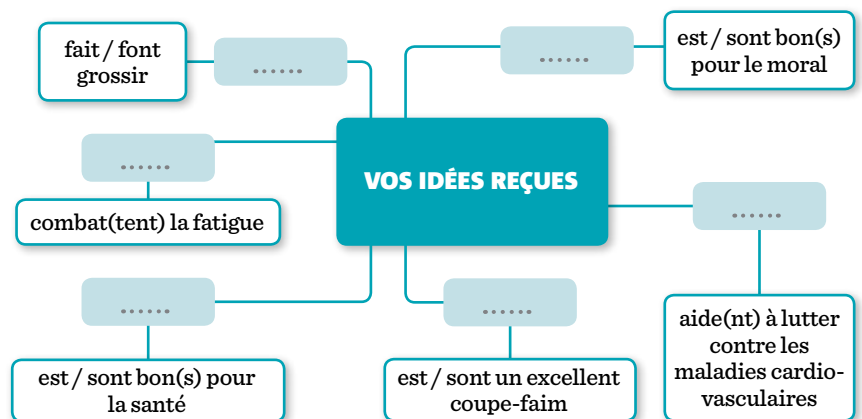 fait / font
grossir
......
......
est / sont bon(s)
pour le moral
......
combat(tent) la fatigue
VOS IDÉES REÇUES
......
aide(nt) à lutter
contre les
maladies cardio-
vasculaires
......
est / sont bon(s) pour
la santé
......
est / sont un excellent
coupe-faim